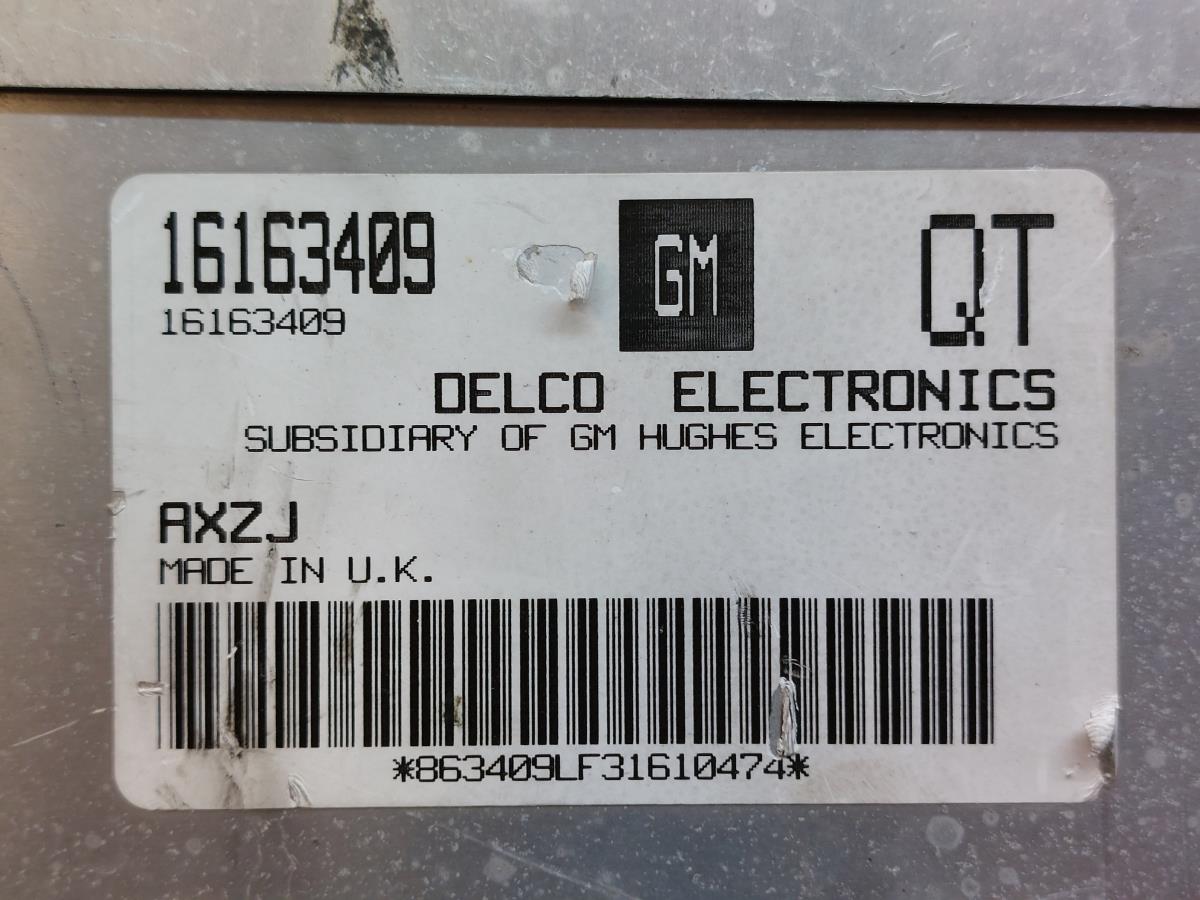 16163409
16163409
GM
QT
DELCO ELECTRONICS
SUBSIDIARY OF GM HUGHES ELECTRONICS
AXZJ
MADE IN U.K.
*863409LF31610474*